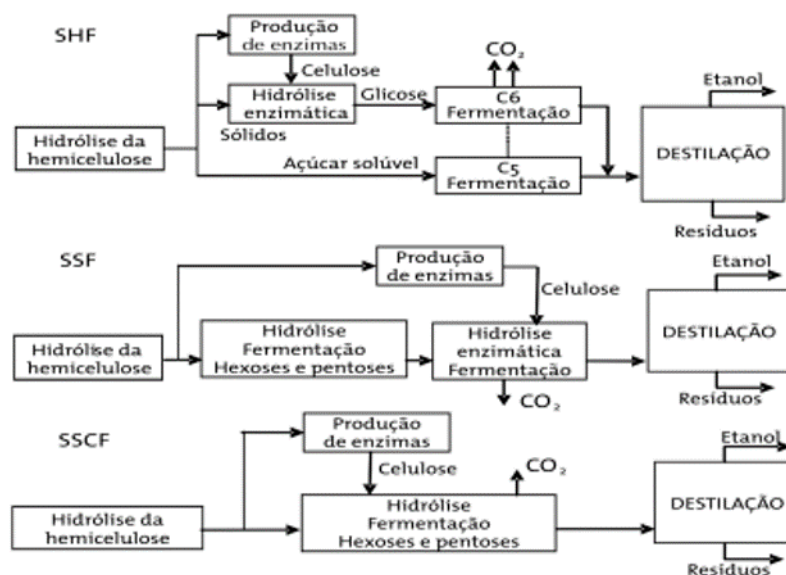 SHF
Produção
de enzimas
Celulose
Hidrólise
enzimática
Glicose
Sólidos
CO₂
C6
Fermentação
Hidrólise da
hemicelulose
Açúcar solúvel
C5
Fermentação
Etanol
DESTILAÇÃO
Resíduos
SSF
Produção
de enzimas
Celulose
Hidrólise da
hemicelulose
Hidrólise
Fermentação
Hexoses e pentoses
Hidrólise
enzimática
Fermentação
CO₂
Etanol
DESTILAÇÃO
Resíduos
SSCF
Produção
de enzimas
Celulose
CO₂
Hidrólise da
hemicelulose
Hidrólise
Fermentação
Hexoses e pentoses
Etanol
DESTILAÇÃO
Resíduos